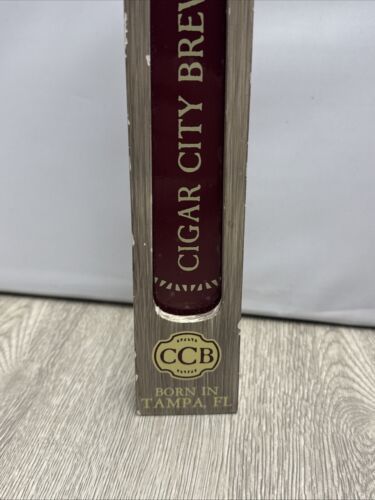 CIGAR CITY BREW
CCB
BORN IN
TAMPA, FL